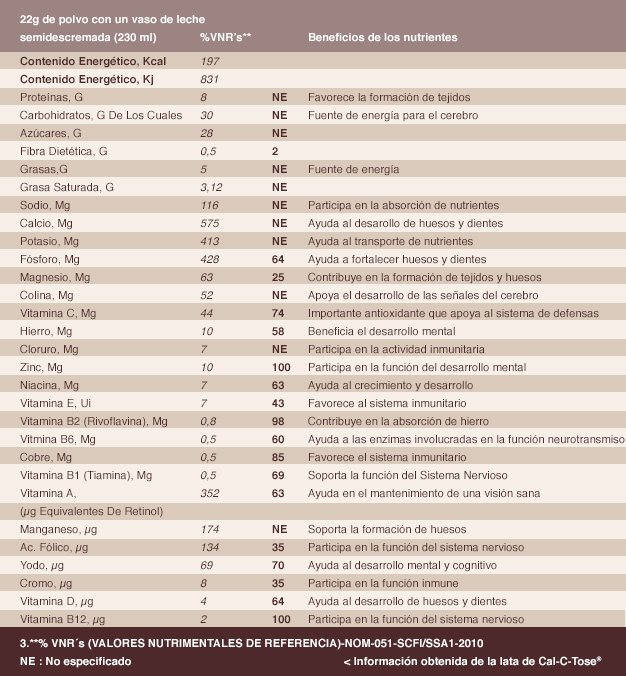 22g de polvo con un vaso de leche
semidescremada (230 ml) %VNR's** Beneficios de los nutrientes
Contenido Energético, Kcal 197
Contenido Energético, Kj 831
Proteínas, G 8 NE Favorece la formación de tejidos
Carbohidratos, G De Los Cuales 30 NE Fuente de energía para el cerebro
Azúcares, G 28 NE
Fibra Dietética, G 0,5 2
Grasas,G 5 NE Fuente de energía
Grasa Saturada, G 3,12 NE
Sodio, Mg 116 NE Participa en la absorción de nutrientes
Calcio, Mg 575 NE Ayuda al desarollo de huesos y dientes
Potasio, Mg 413 NE Ayuda al transporte de nutrientes
Fósforo, Mg 428 64 Ayuda a fortalecer huesos y dientes
Magnesio, Mg 63 25 Contribuye en la formación de tejidos y huesos
Colina, Mg 52 NE Apoya el desarrollo de las señales del cerebro
Vitamina C, Mg 44 74 Importante antioxidante que apoya al sistema de defensas
Hierro, Mg 10 58 Beneficia el desarrollo mental
Cloruro, Mg 7 NE Participa en la actividad inmunitaria
Zinc, Mg 10 100 Participa en la función del desarrollo mental
Niacina, Mg 7 63 Ayuda al crecimiento y desarrollo
Vitamina E, Ui 7 43 Favorece al sistema inmunitario
Vitamina B2 (Rivoflavina), Mg 0,8 98 Contribuye en la absorción de hierro
Vitmina B6, Mg 0,5 60 Ayuda a las enzimas involucradas en la función neurotransmiso
Cobre, Mg 0,5 85 Favorece el sistema inmunitario
Vitamina B1 (Tiamina), Mg 0,5 69 Soporta la función del Sistema Nervioso
Vitamina A, 352 63 Ayuda en el mantenimiento de una visión sana
(µg Equivalentes De Retinol)
Manganeso, µg 174 NE Soporta la formación de huesos
Ac. Fólico, µg 134 35 Participa en la función del sistema nervioso
Yodo, µg 69 70 Ayuda al desarrollo mental y cognitivo
Cromo, µg 8 35 Participa en la función inmune
Vitamina D, µg 4 64 Ayuda al desarrollo de huesos y dientes
Vitamina B12, µg 2 100 Participa en la función del sistema nervioso
3.**% VNR´s (VALORES NUTRIMENTALES DE REFERENCIA)-NOM-051-SCFI/SSA1-2010
NE : No especificado < Información obtenida de la lata de Cal-C-Tose®